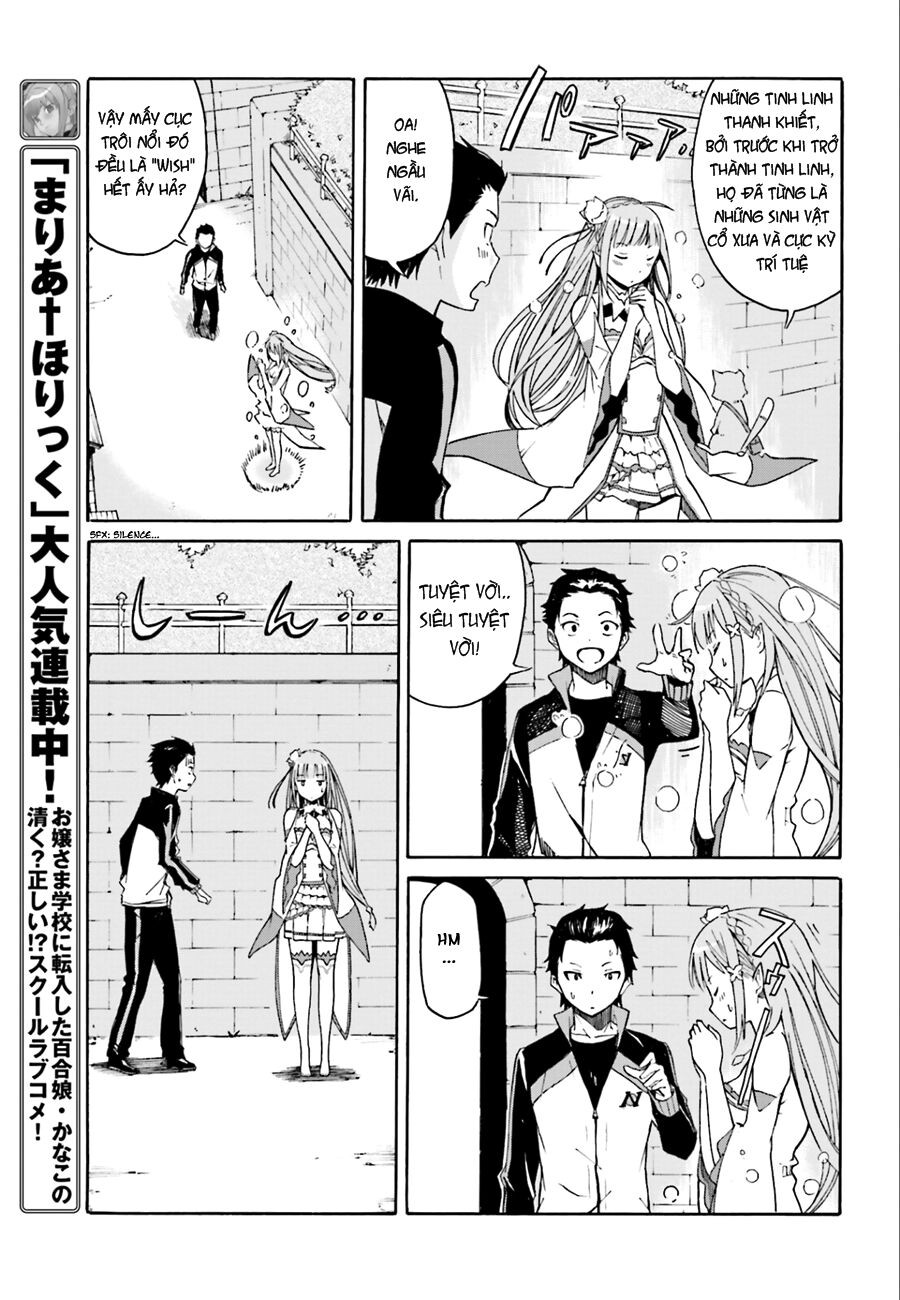 NHỮNG TINH LINH
THANH KHIẾT,
BỞI TRƯỚC KHI TRỞ
THÀNH TINH LINH,
HỌ ĐÃ TỪNG LÀ
NHỮNG SINH VẬT
CỔ XƯA VÀ CỰC KỲ
TRÍ TUỆ
パアアア...
OA!
NGHE
NGẦU
VÃI.
VẬY MẤY CỤC
TRÔI NỔI ĐÓ
ĐỀU LÀ "WISH"
HẾT ẤY HẢ?
TUYỆT VỜI..
SIÊU TUYỆT
VỜI!
HM
...
スウ
SFX: SILENCE...
しーん...
「まりあ†ほりっく」大人気連載中!
お嬢さま学校に転入した百合娘・かなこの
清く?正しい!?スクールラブコメ!